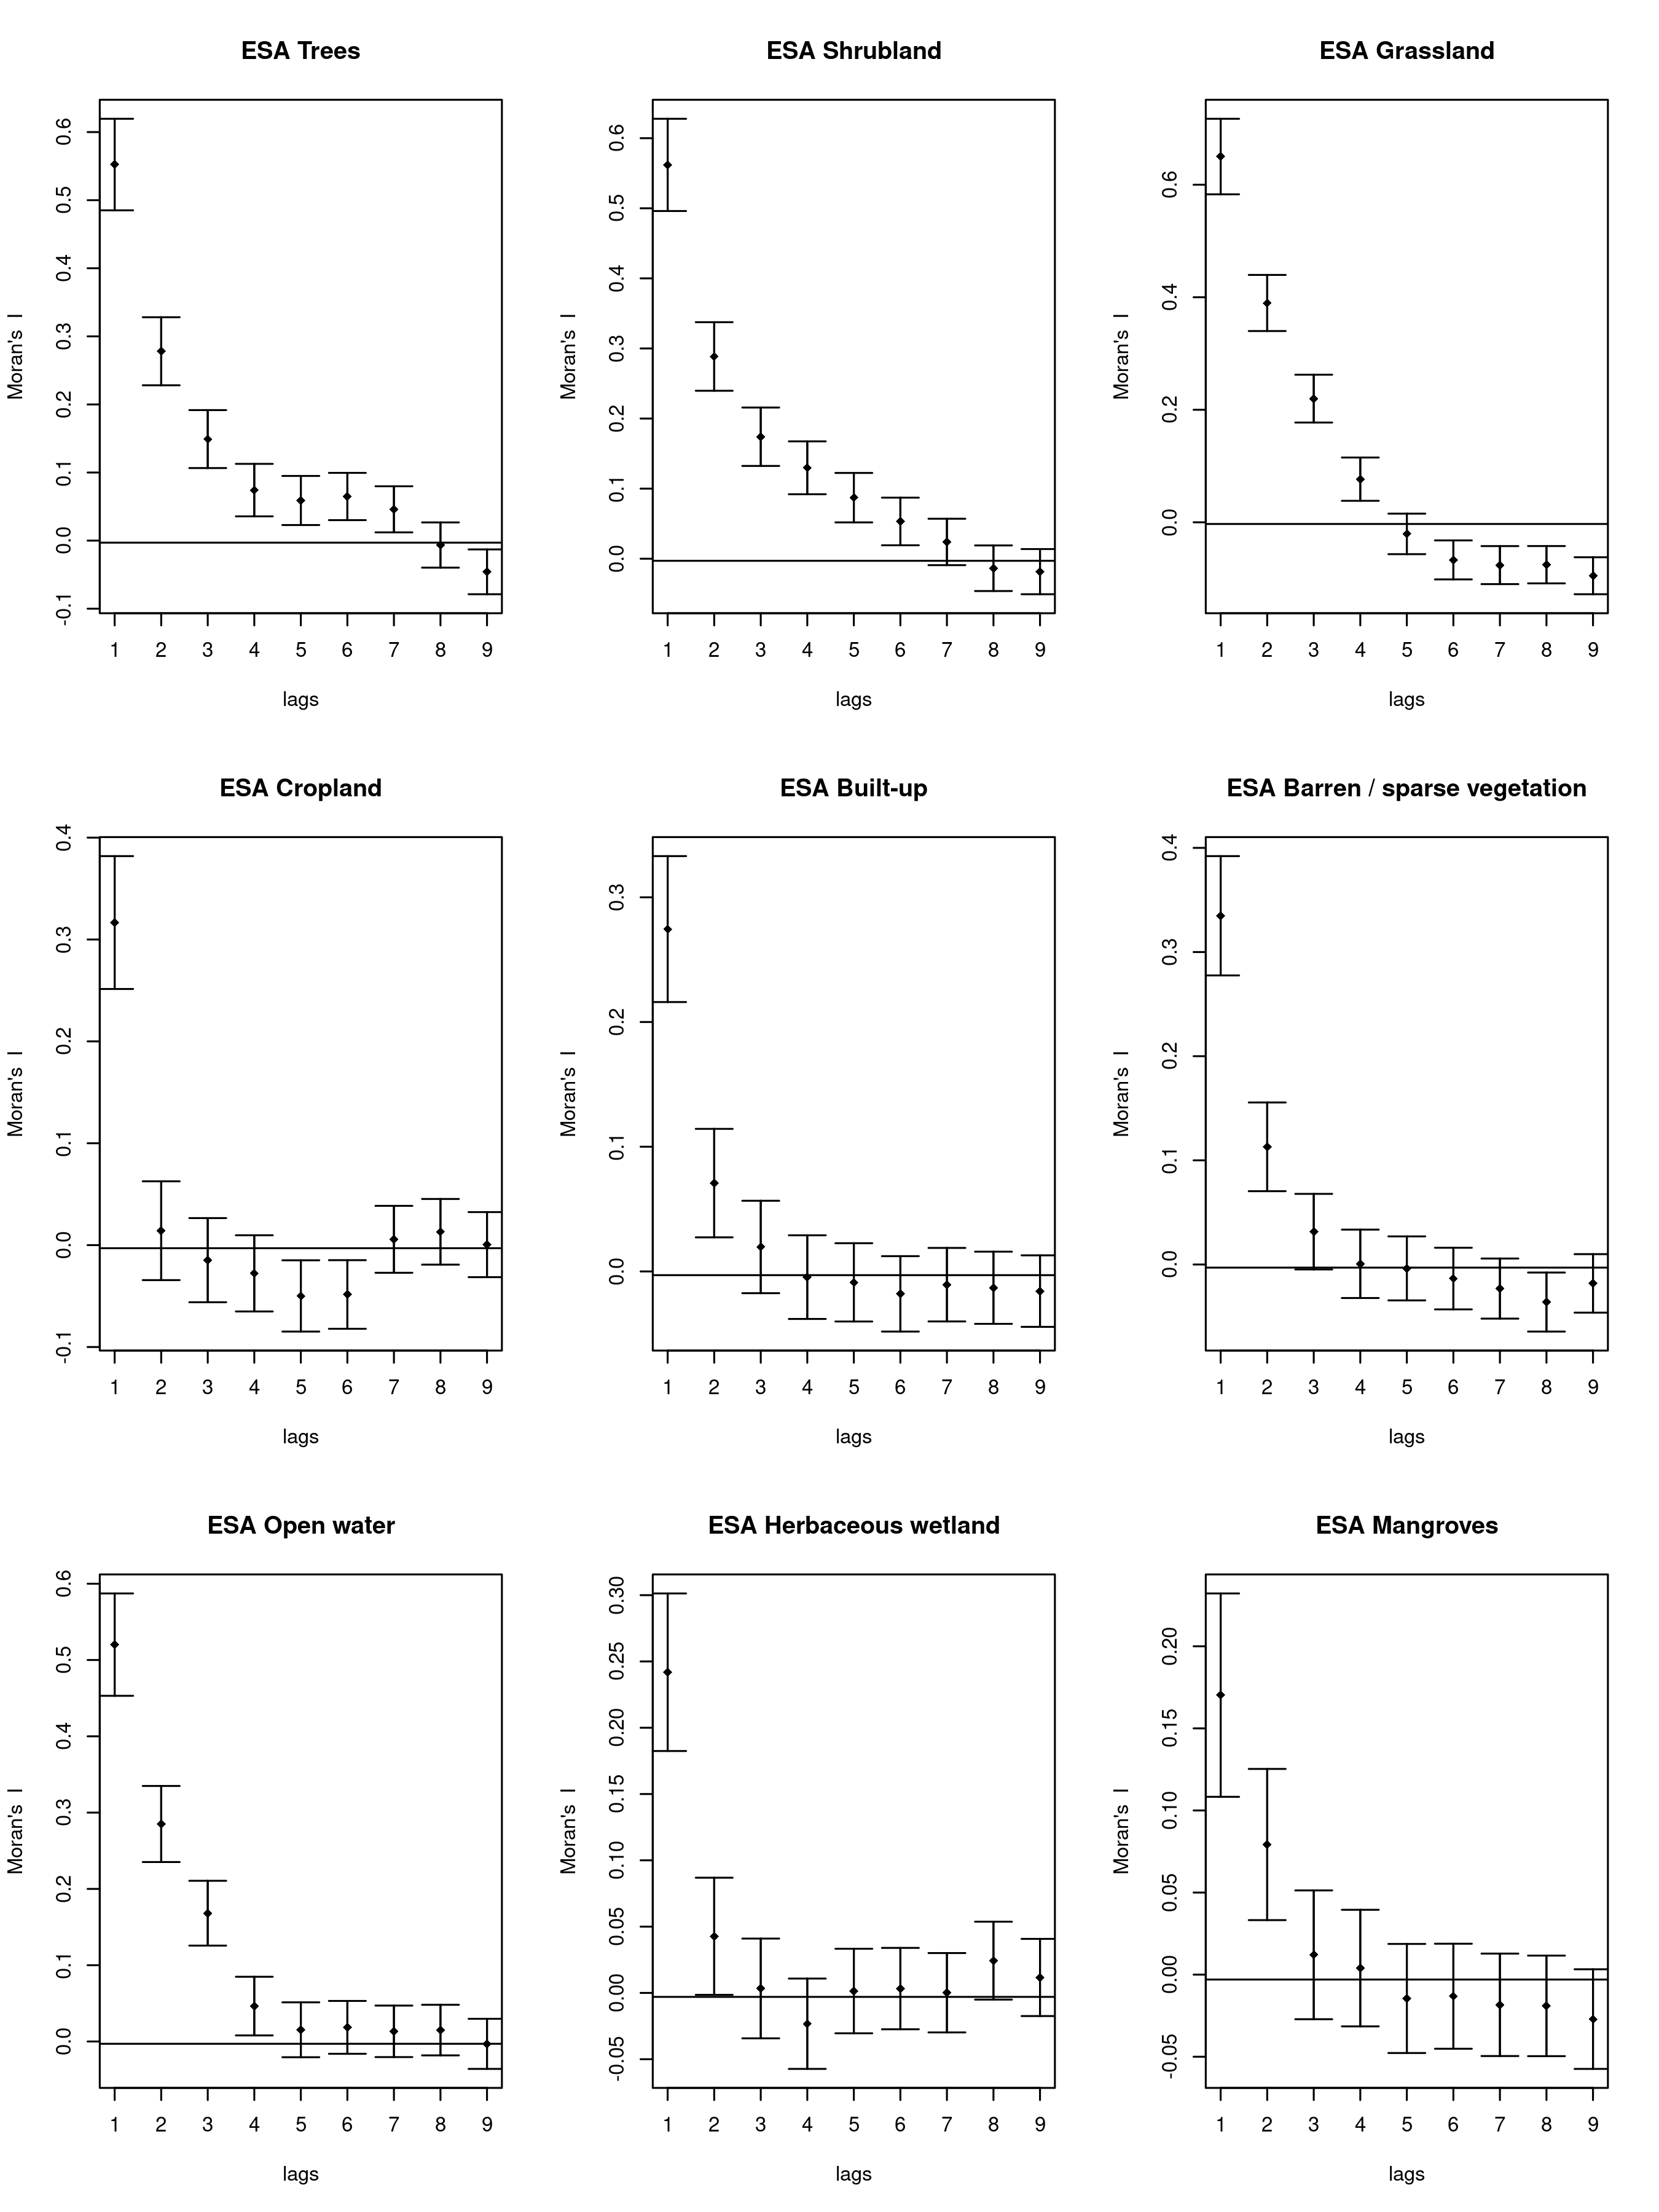 ESA Trees
Moran's I
0.6
0.5
0.4
0.3
0.2
0.1
0.0
-0.1
1 2 3 4 5 6 7 8 9
lags
ESA Shrubland
Moran's I
0.6
0.5
0.4
0.3
0.2
0.1
0.0
1 2 3 4 5 6 7 8 9
lags
ESA Grassland
Moran's I
0.6
0.4
0.2
0.0
1 2 3 4 5 6 7 8 9
lags
ESA Cropland
Moran's I
0.4
0.3
0.2
0.1
0.0
-0.1
1 2 3 4 5 6 7 8 9
lags
ESA Built-up
Moran's I
0.3
0.2
0.1
0.0
1 2 3 4 5 6 7 8 9
lags
ESA Barren / sparse vegetation
Moran's I
0.4
0.3
0.2
0.1
0.0
1 2 3 4 5 6 7 8 9
lags
ESA Open water
Moran's I
0.6
0.5
0.4
0.3
0.2
0.1
0.0
1 2 3 4 5 6 7 8 9
lags
ESA Herbaceous wetland
Moran's I
0.30
0.25
0.20
0.15
0.10
0.05
0.00
-0.05
1 2 3 4 5 6 7 8 9
lags
ESA Mangroves
Moran's I
0.20
0.15
0.10
0.05
0.00
-0.05
1 2 3 4 5 6 7 8 9
lags